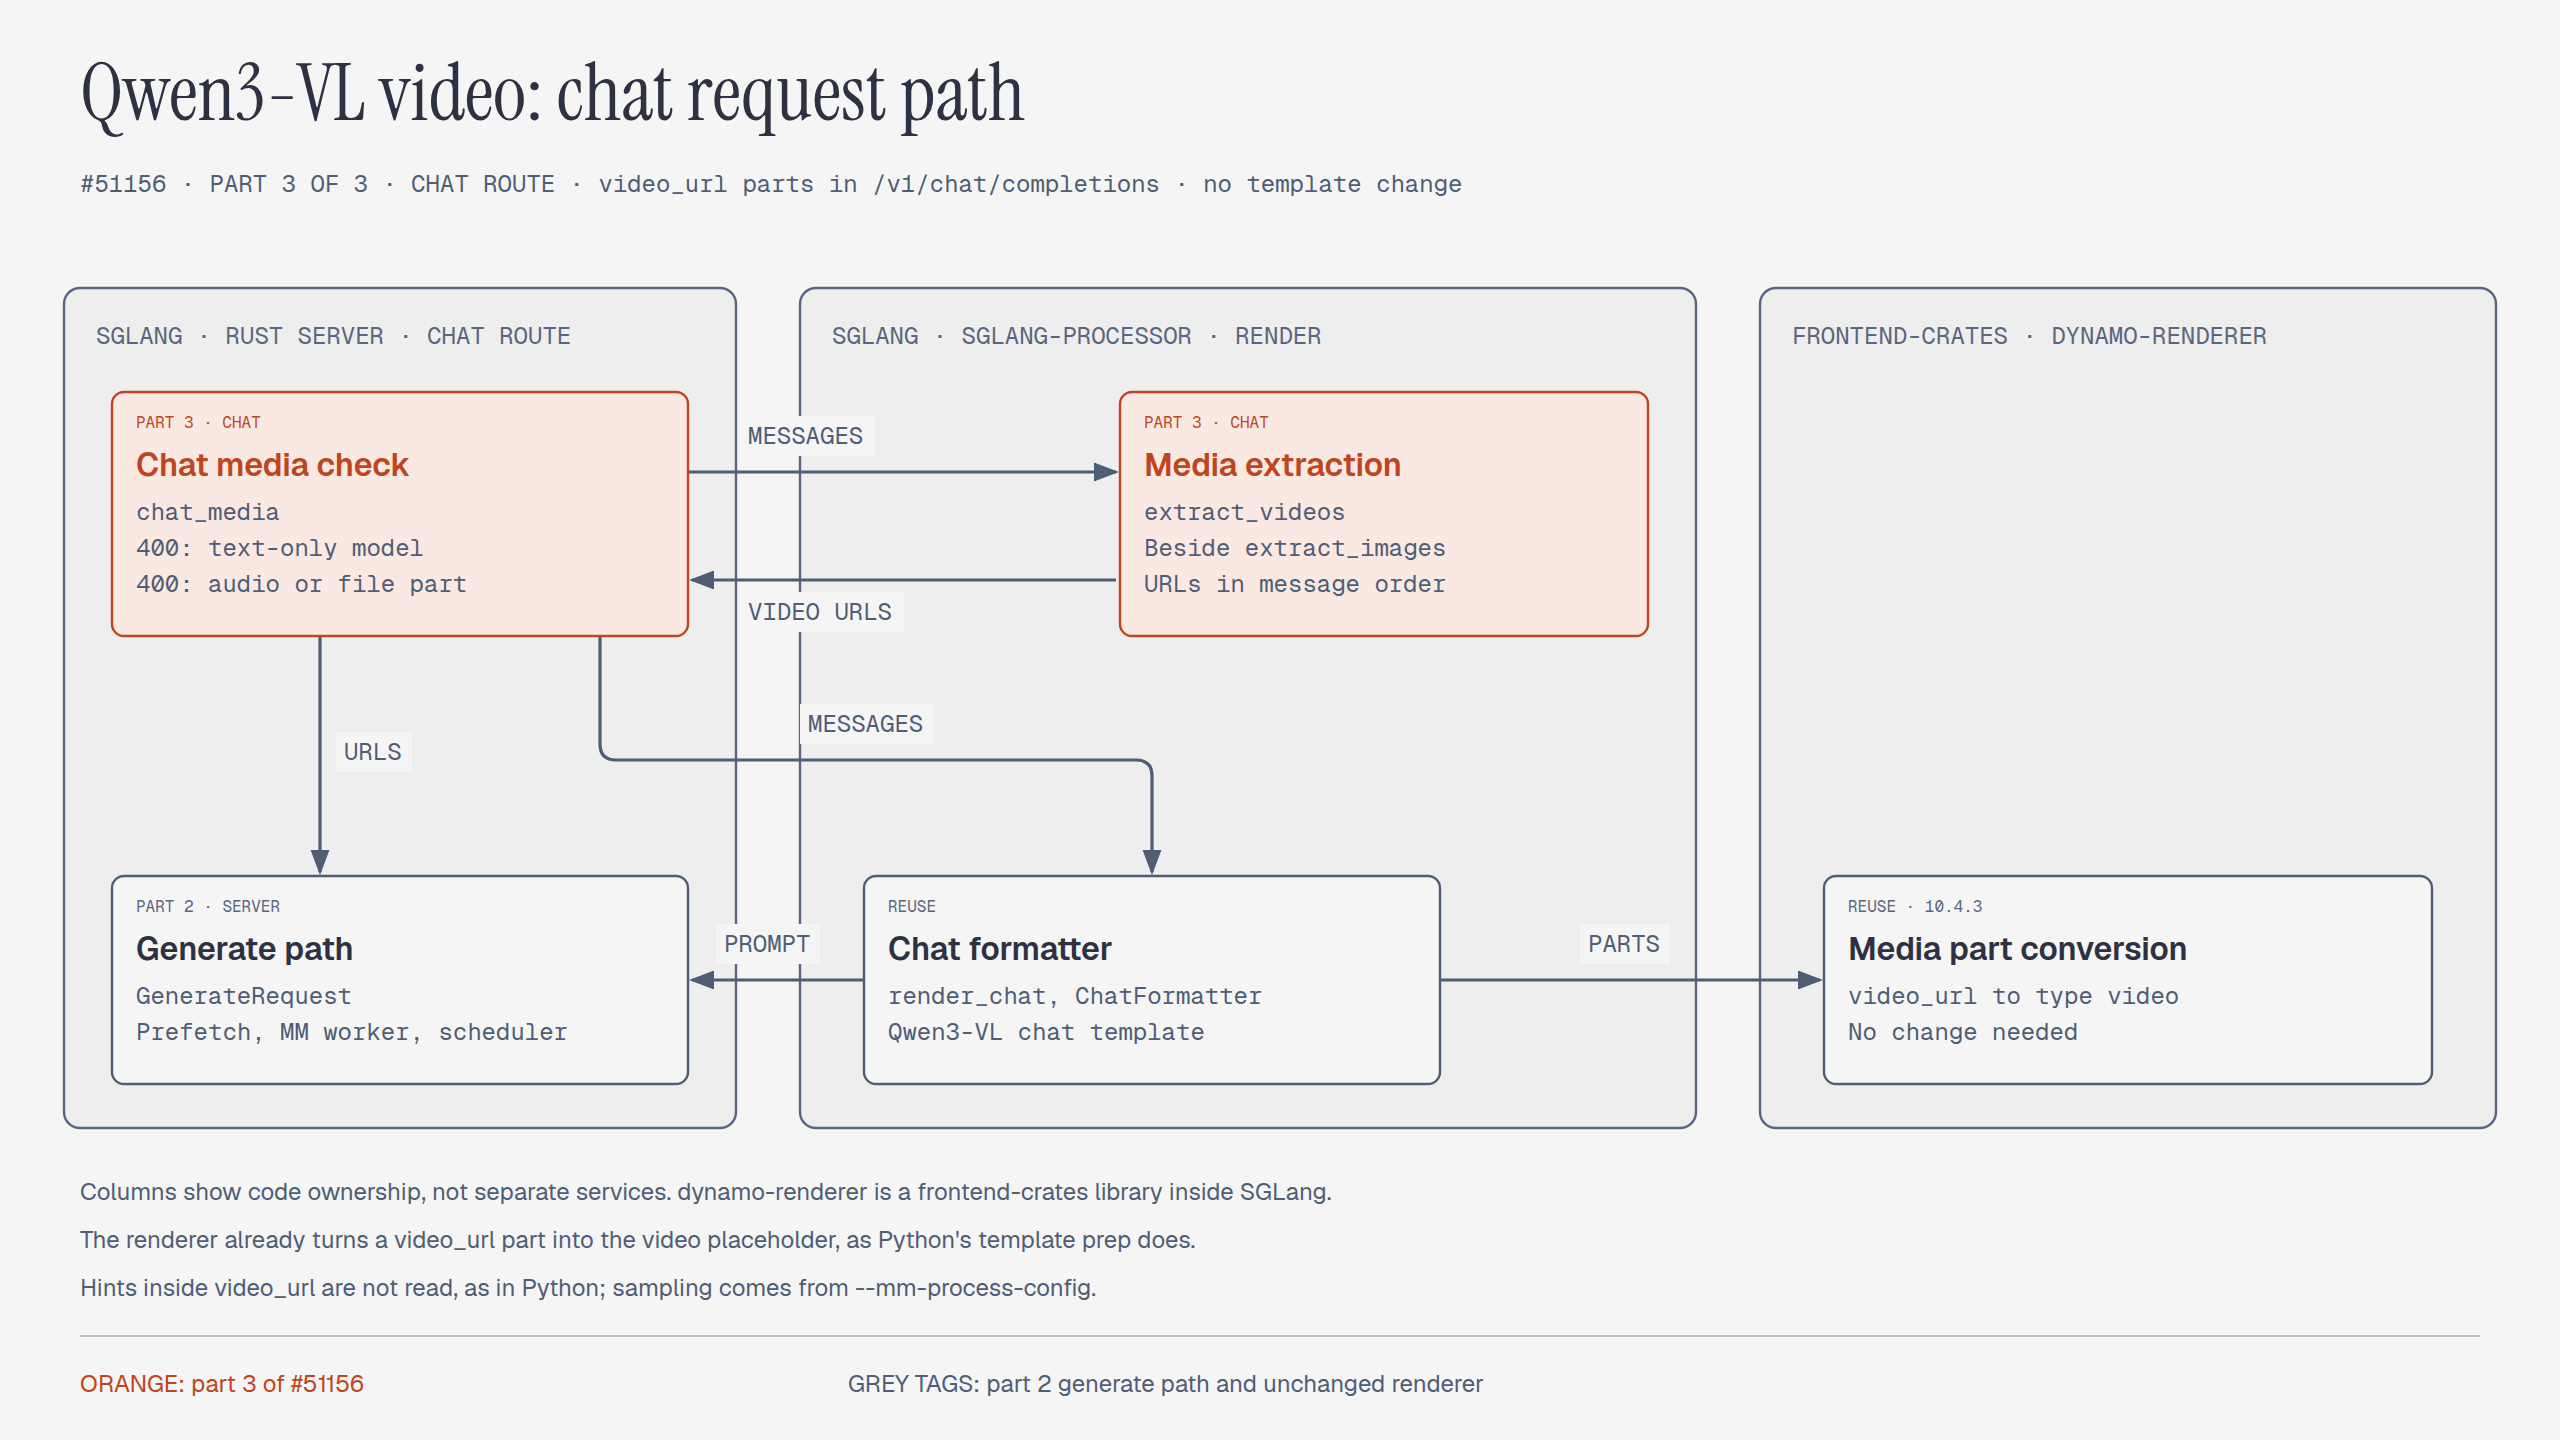 Qwen3-VL video: chat request path
#51156 · PART 3 OF 3 · CHAT ROUTE · video_url parts in /v1/chat/completions · no template change
SGLANG · RUST SERVER · CHAT ROUTE
PART 3 · CHAT
Chat media check
chat_media
400: text-only model
400: audio or file part
MESSAGES
VIDEO URLS
SGLANG · SGLANG-PROCESSOR · RENDER
PART 3 · CHAT
Media extraction
extract_videos
Beside extract_images
URLs in message order
FRONTEND-CRATES · DYNAMO-RENDERER
URLS
MESSAGES
PART 2 · SERVER
Generate path
GenerateRequest
Prefetch, MM worker, scheduler
PROMPT
REUSE
Chat formatter
render_chat, ChatFormatter
Qwen3-VL chat template
PARTS
REUSE · 10.4.3
Media part conversion
video_url to type video
No change needed
Columns show code ownership, not separate services. dynamo-renderer is a frontend-crates library inside SGLang.
The renderer already turns a video_url part into the video placeholder, as Python's template prep does.
Hints inside video_url are not read, as in Python; sampling comes from --mm-process-config.
ORANGE: part 3 of #51156
GREY TAGS: part 2 generate path and unchanged renderer